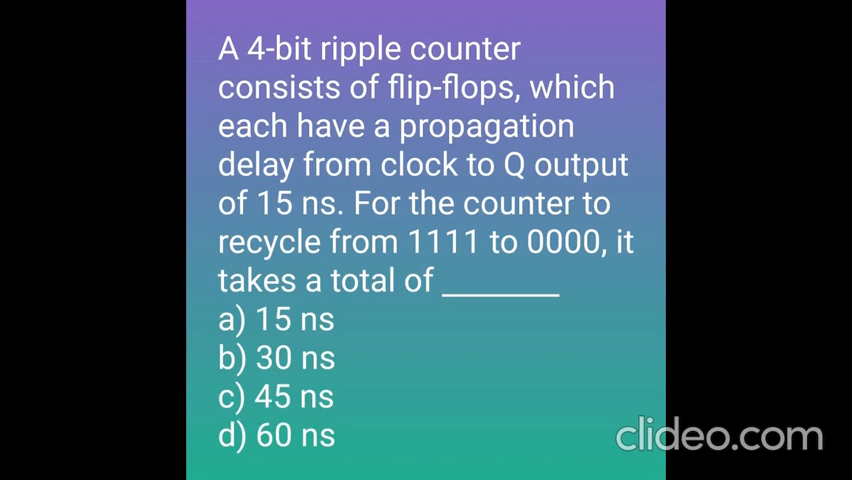 A 4-bit ripple counter
consists of flip-flops, which
each have a propagation
delay from clock to Q output
of 15 ns. For the counter to
recycle from 1111 to 0000, it
takes a total of ________
a) 15 ns
b) 30 ns
c) 45 ns
d) 60 ns
clideo.com